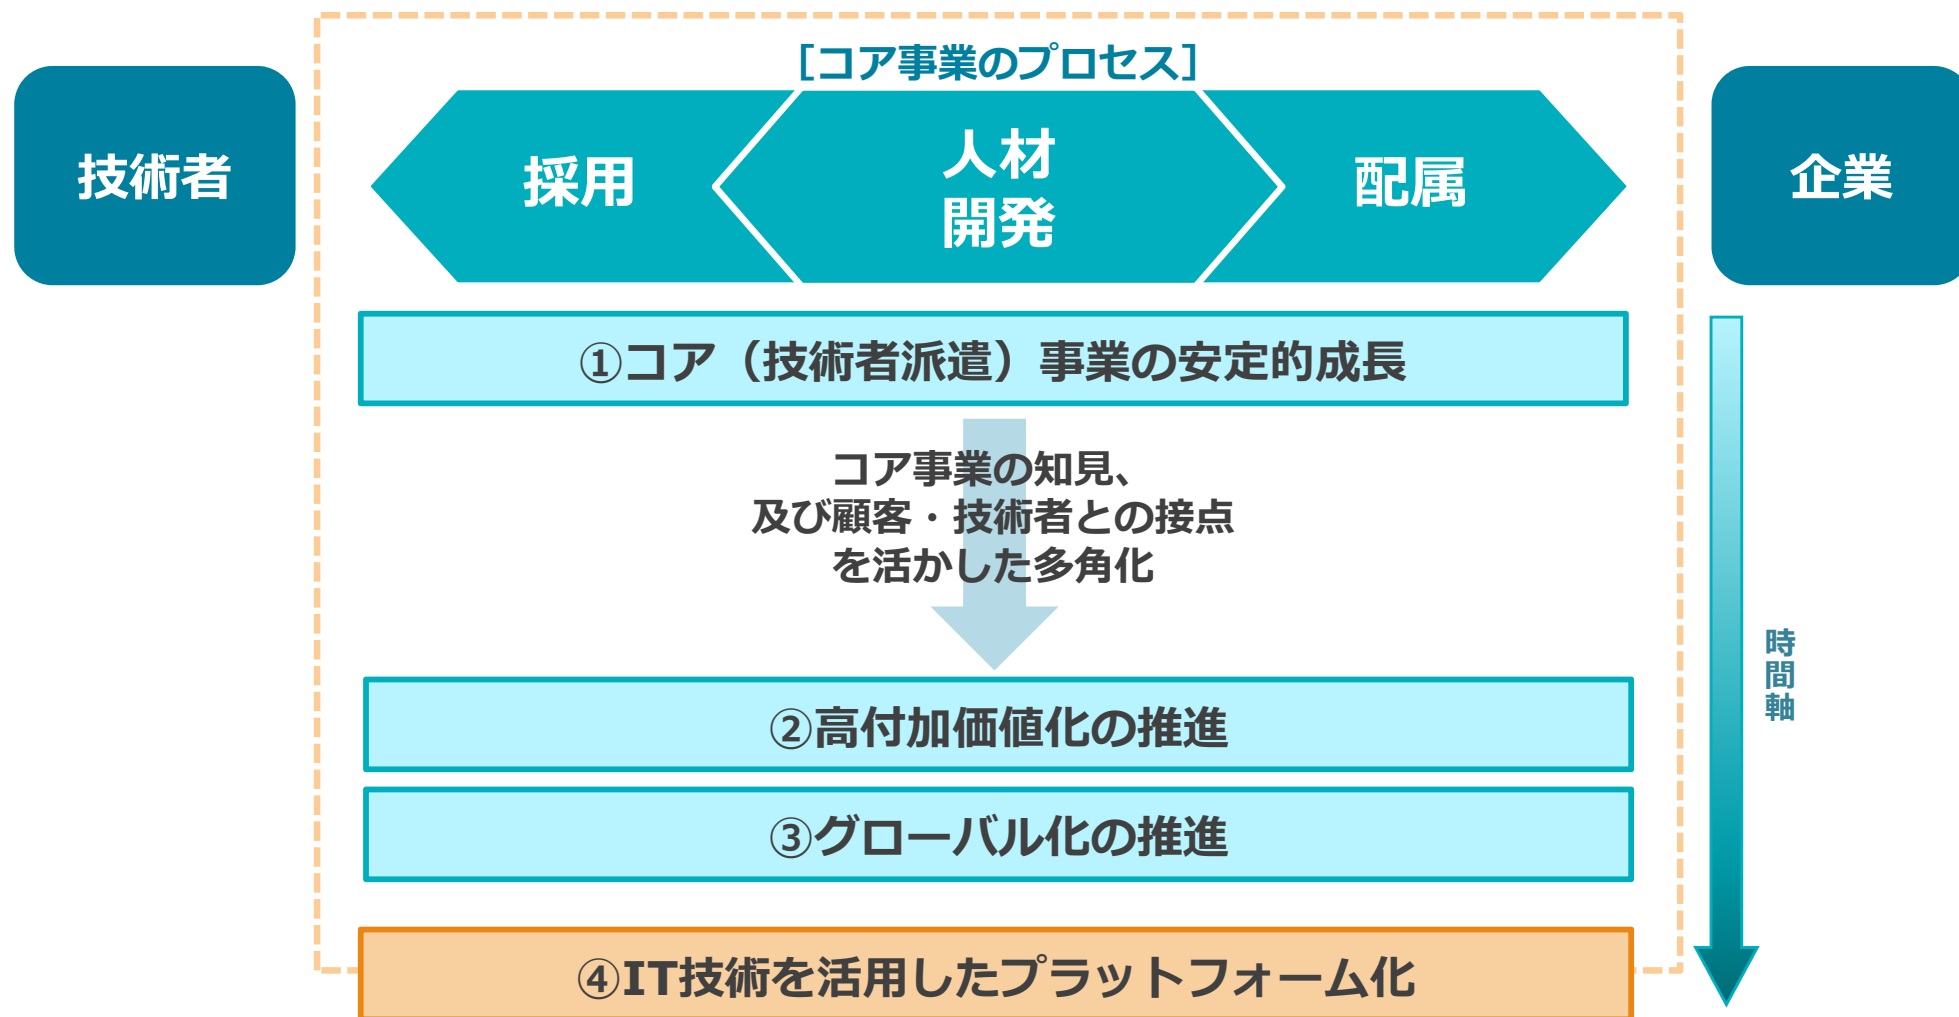 ［コア事業のプロセス］
技術者
採用
人材
開発
配属
企業
①コア（技術者派遣）事業の安定的成長
コア事業の知見、
及び顧客・技術者との接点
を活かした多角化
時間軸
②高付加価値化の推進
③グローバル化の推進
④IT技術を活用したプラットフォーム化